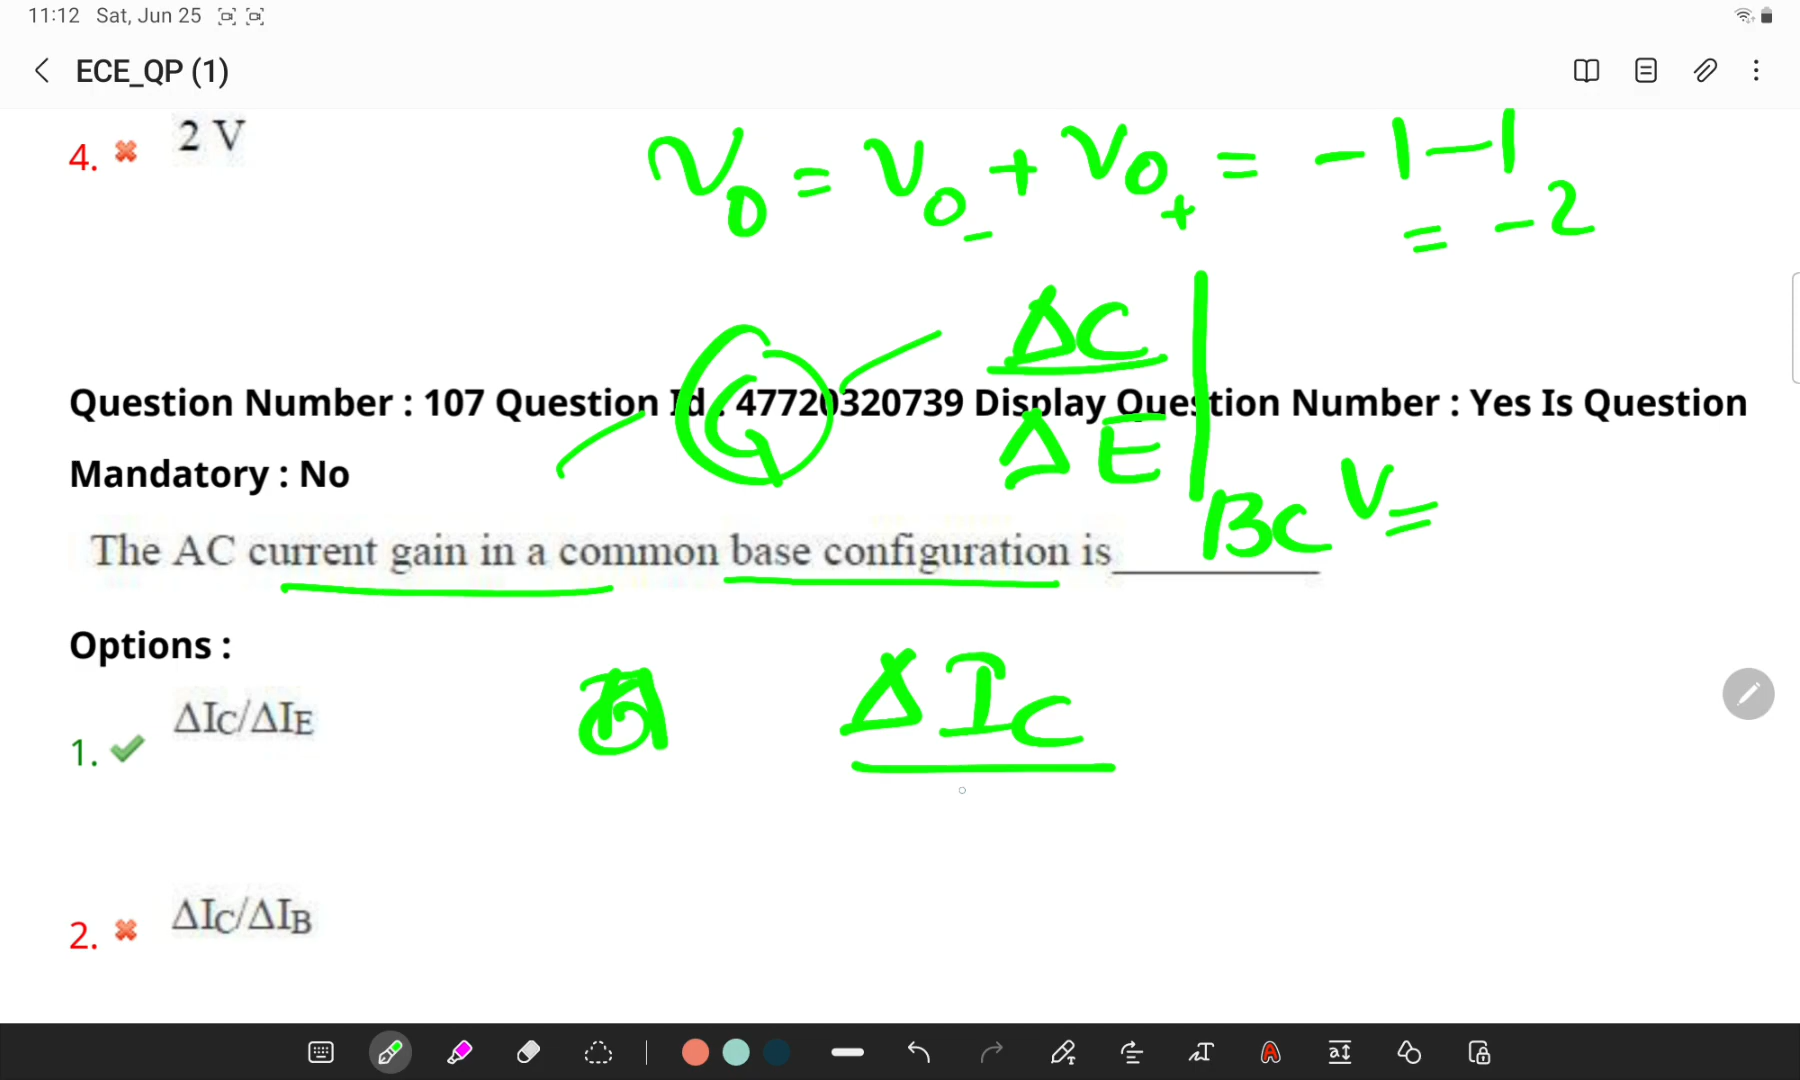 11:12 Sat, Jun 25
ECE_QP (1)
4. 2 V
V0 = V0- + V0+ = -1-1
= -2
ΔC
Q
Question Number : 107 Question Id : 47720320739 Display Question Number : Yes Is Question
ΔE
Mandatory : No
BC V=
The AC current gain in a common base configuration is________
Options :
1. ΔIC/ΔIE
ΔIC
2. ΔIC/ΔIB